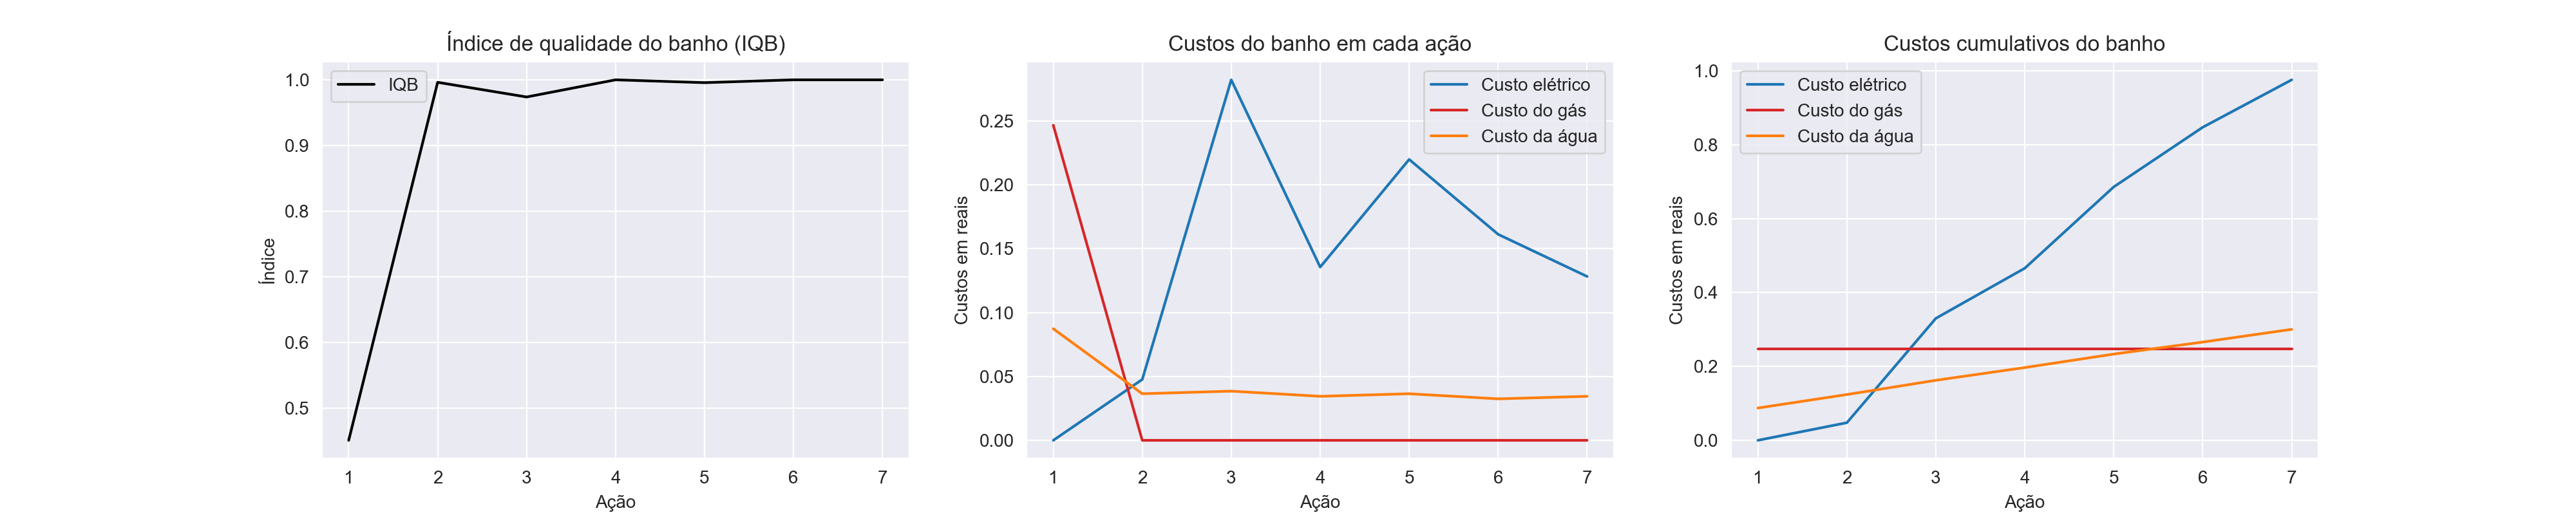 Índice de qualidade do banho (IQB)
IQB
1.0
0.9
0.8
0.7
0.6
0.5
Índice
1 2 3 4 5 6 7
Ação
Custos do banho em cada ação
Custo elétrico
Custo do gás
Custo da água
0.25
0.20
0.15
0.10
0.05
0.00
Custos em reais
1 2 3 4 5 6 7
Ação
Custos cumulativos do banho
Custo elétrico
Custo do gás
Custo da água
1.0
0.8
0.6
0.4
0.2
0.0
Custos em reais
1 2 3 4 5 6 7
Ação